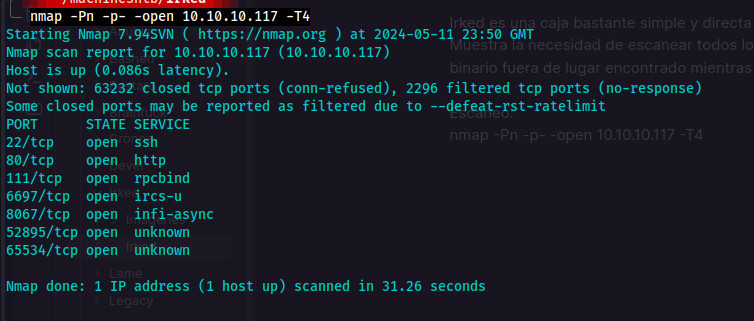 /machineshtb/Irked
nmap -Pn -p- -open 10.10.10.117 -T4
Starting Nmap 7.94SVN ( https://nmap.org ) at 2024-05-11 23:50 GMT
Nmap scan report for 10.10.10.117 (10.10.10.117)
Host is up (0.086s latency).
Not shown: 63232 closed tcp ports (conn-refused), 2296 filtered tcp ports (no-response)
Some closed ports may be reported as filtered due to --defeat-rst-ratelimit
PORT STATE SERVICE
22/tcp open ssh
80/tcp open http
111/tcp open rpcbind
6697/tcp open ircs-u
8067/tcp open infi-async
52895/tcp open unknown
65534/tcp open unknown
Nmap done: 1 IP address (1 host up) scanned in 31.26 seconds
Lame
Legacy
Irked es una caja bastante simple y directa
Muestra la necesidad de escanear todos lo
binario fuera de lugar encontrado mientras
Escaneo:
nmap -Pn -p- -open 10.10.10.117 -T4